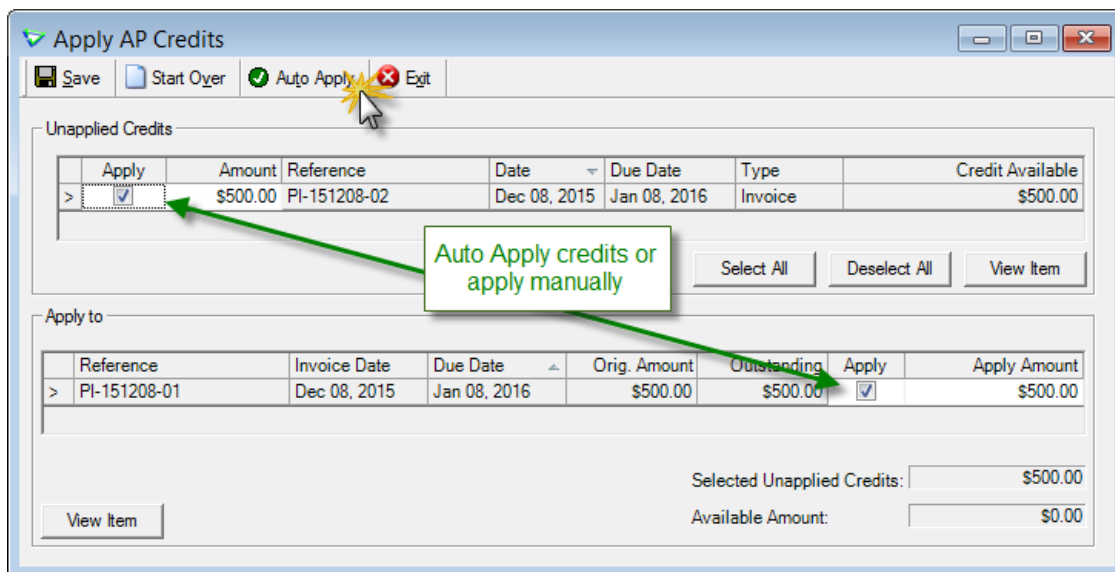 Apply AP Credits
Save Start Over Auto Apply Exit
Unapplied Credits
Apply Amount Reference Date Due Date Type Credit Available
> $500.00 PI-151208-02 Dec 08, 2015 Jan 08, 2016 Invoice $500.00
Auto Apply credits or
apply manually
Select All Deselect All View Item
Apply to
Reference Invoice Date Due Date Orig. Amount Outstanding Apply Apply Amount
> PI-151208-01 Dec 08, 2015 Jan 08, 2016 $500.00 $500.00 $500.00
Selected Unapplied Credits: $500.00
View Item Available Amount: $0.00